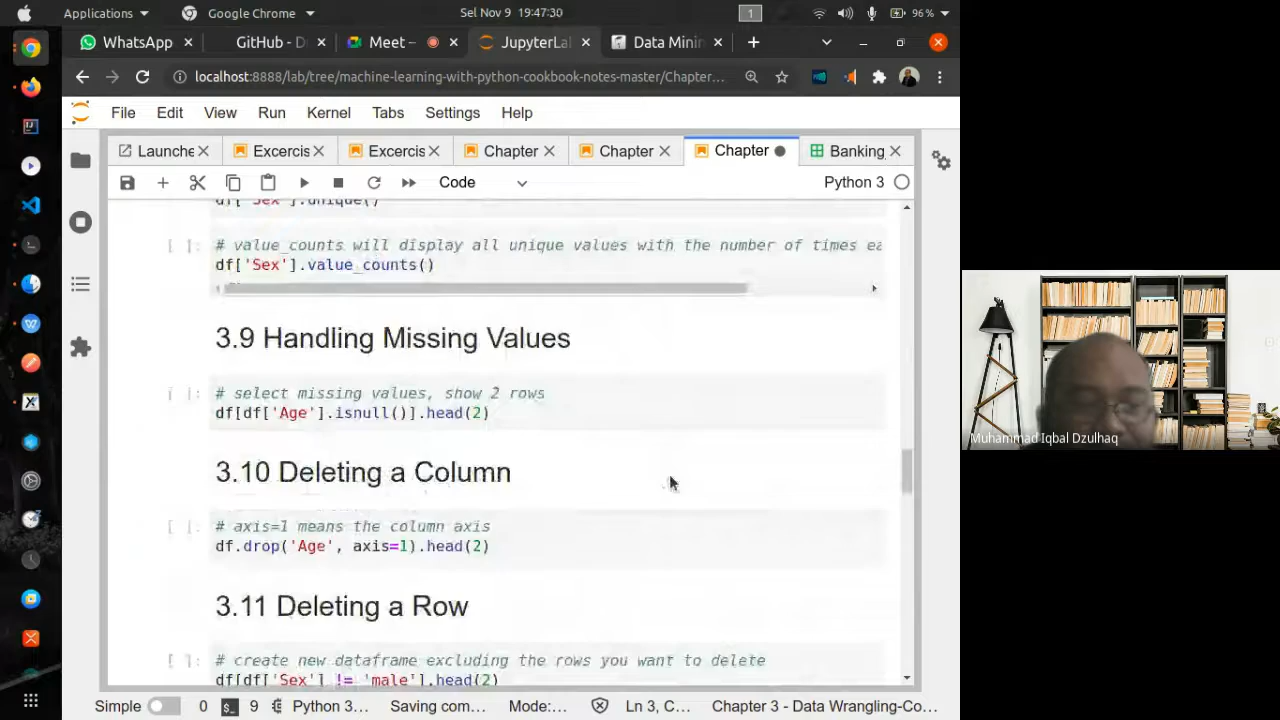 Applications
Google Chrome
Sel Nov 9 19:47:30
1
96%
WhatsApp
GitHub - D
Meet -
JupyterLa
Data Minin
localhost:8888/lab/tree/machine-learning-with-python-cookbook-notes-master/Chapter...
File Edit View Run Kernel Tabs Settings Help
Launche
Excercis
Excercis
Chapter
Chapter
Chapter
Banking
Code
Python 3
df['Sex'].unique()
[ ]: # value_counts will display all unique values with the number of times ea
df['Sex'].value_counts()
3.9 Handling Missing Values
[ ]: # select missing values, show 2 rows
df[df['Age'].isnull()].head(2)
3.10 Deleting a Column
[ ]: # axis=1 means the column axis
df.drop('Age', axis=1).head(2)
3.11 Deleting a Row
[ ]: # create new dataframe excluding the rows you want to delete
df[df['Sex'] != 'male'].head(2)
Simple 0 9 Python 3... Saving com... Mode:... Ln 3, C... Chapter 3 - Data Wrangling-Co...
Muhammad Iqbal Dzulhaq